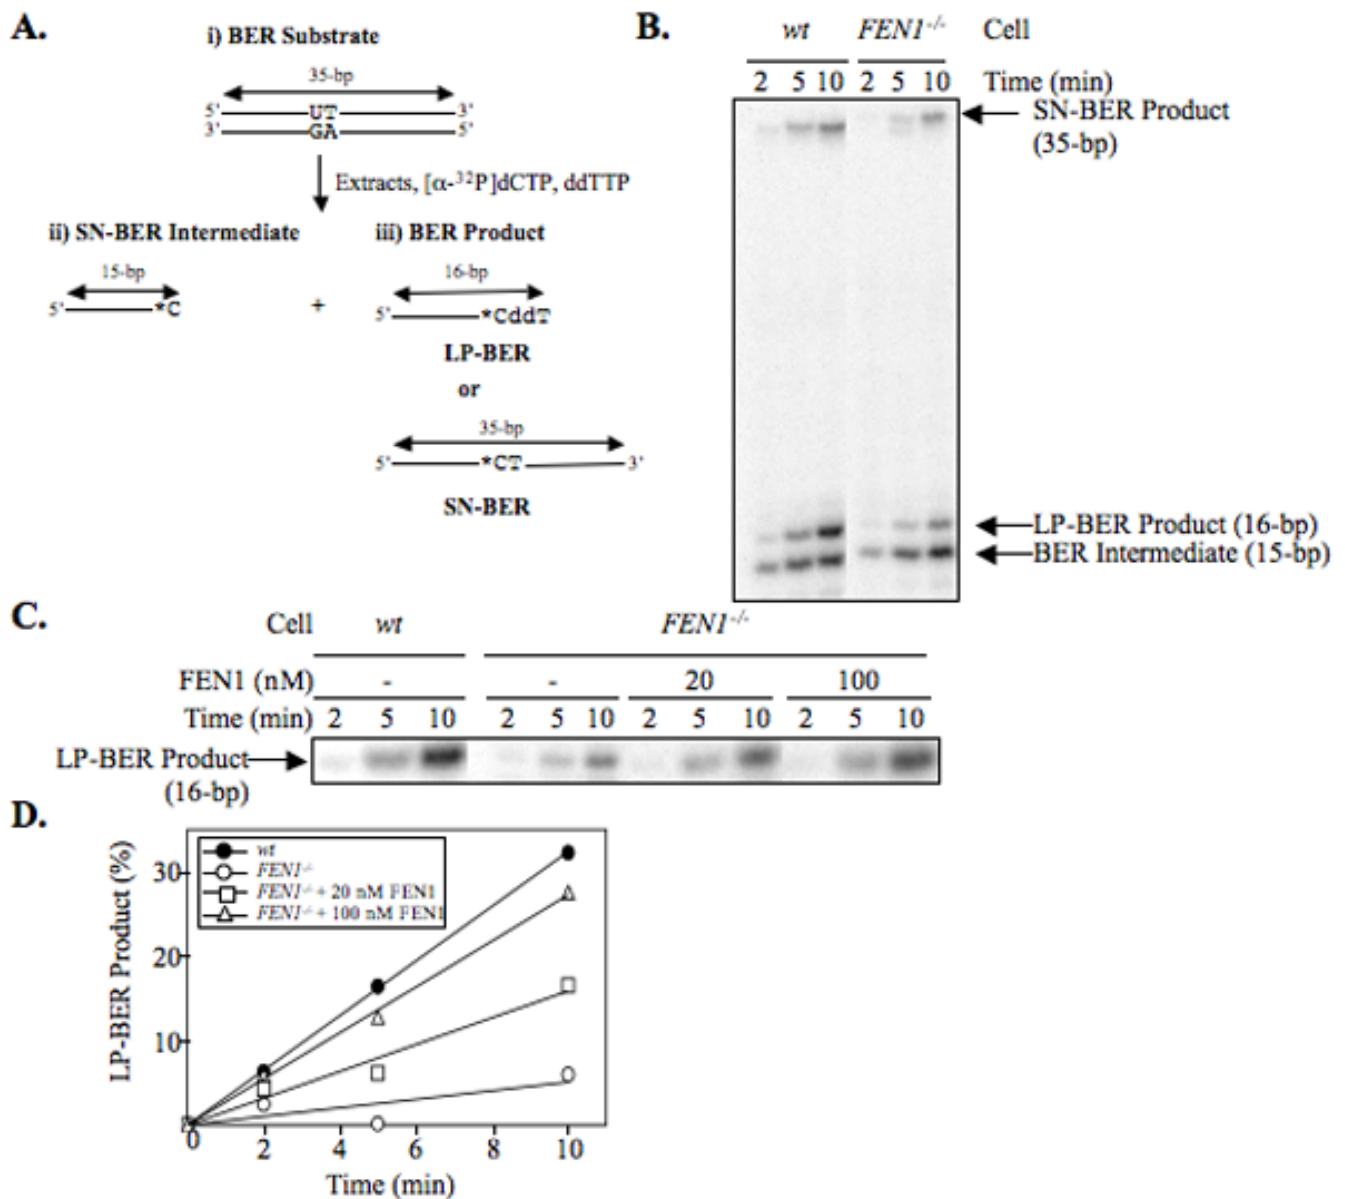 A.
i) BER Substrate
35-bp
5' UT 3'
3' GA 5'
Extracts, [α-³²P]dCTP, ddTTP
ii) SN-BER Intermediate
15-bp
5' *C
+
iii) BER Product
16-bp
5' *CddT
LP-BER
or
35-bp
5' *CT 3'
SN-BER
B.
wt FEN1-/- Cell
2 5 10 2 5 10 Time (min)
SN-BER Product
(35-bp)
LP-BER Product (16-bp)
BER Intermediate (15-bp)
C.
Cell wt FEN1-/-
FEN1 (nM) - - 20 100
Time (min) 2 5 10 2 5 10 2 5 10 2 5 10
LP-BER Product
(16-bp)
D.
LP-BER Product (%)
30
20
10
wt
FEN1-/-
FEN1-/- + 20 nM FEN1
FEN1-/- + 100 nM FEN1
0 2 4 6 8 10
Time (min)